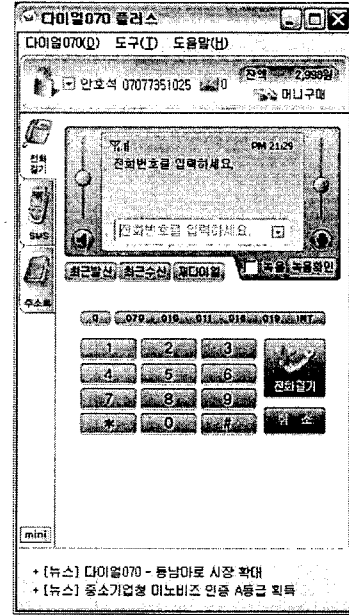 다이얼070 플러스
다이얼070(D) 도구(T) 도움말(H)
안호석 07077351025 0
잔액 2,998원
머니구매
전화
걸기
SMS
주소록
PM 21:29
전화번호를 입력하세요.
전화번호를 입력하세요.
최근발신 최근수신 재다이얼 녹음 녹음확인
0 070 010 011 016 019 INT
1 2 3
4 5 6
7 8 9
* 0 #
전화걸기
취 소
mini
+ [뉴스] 다이얼070 - 동남아로 시장 확대
+ [뉴스] 중소기업청 이노비즈 인증 A등급 획득